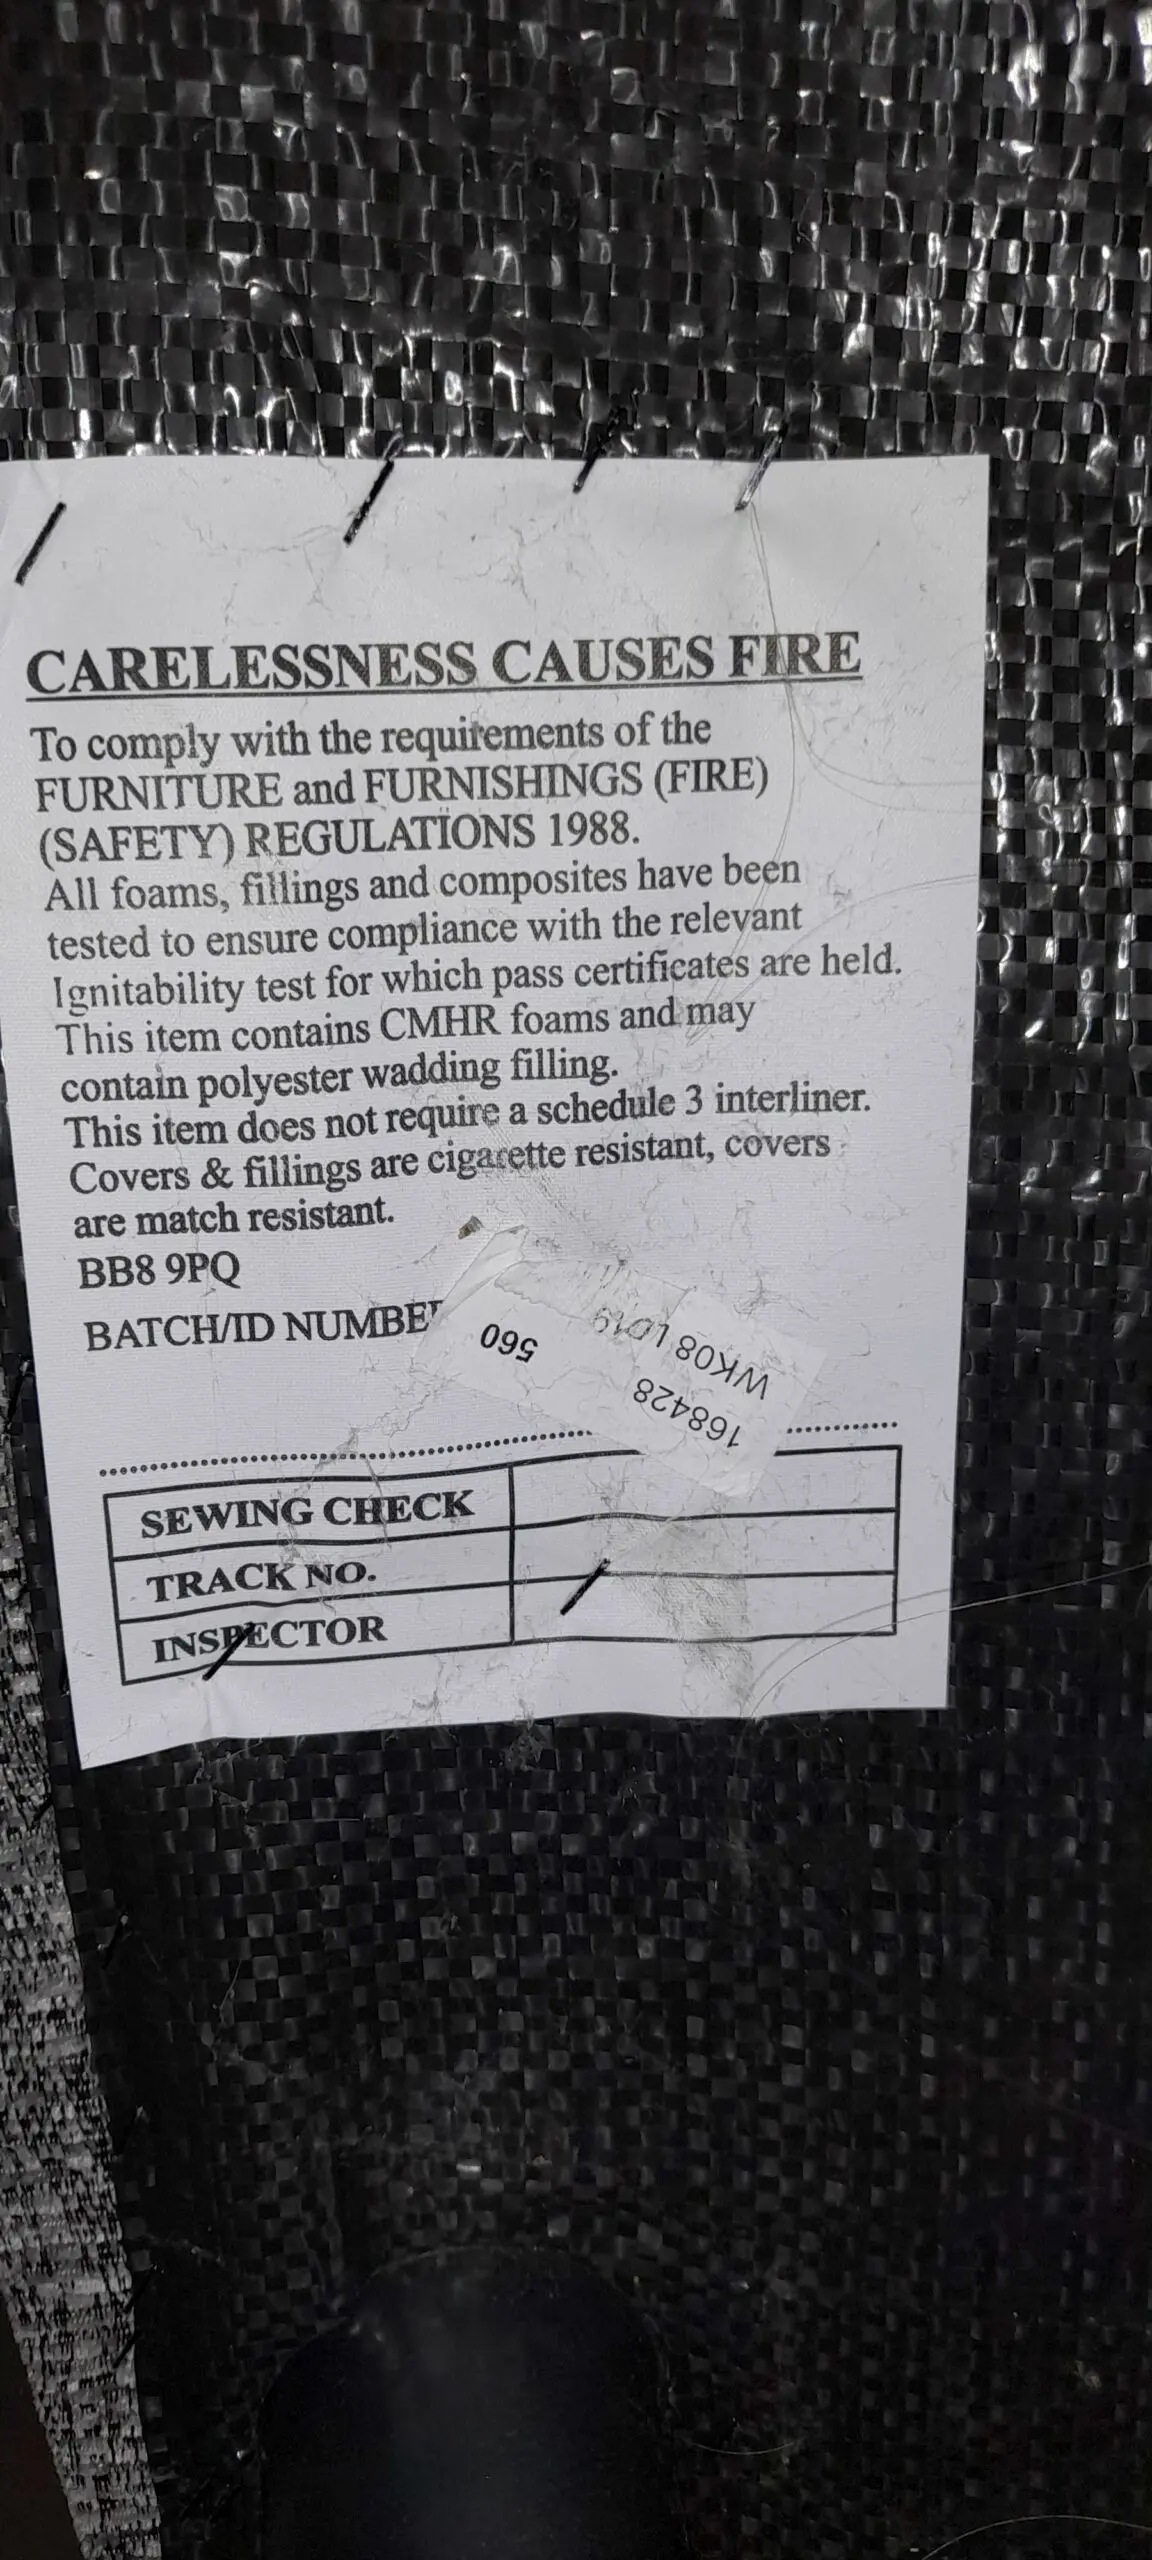 CARELESSNESS CAUSES FIRE
To comply with the requirements of the
FURNITURE and FURNISHINGS (FIRE)
(SAFETY) REGULATIONS 1988.
All foams, fillings and composites have been
tested to ensure compliance with the relevant
Ignitability test for which pass certificates are held.
This item contains CMHR foams and may
contain polyester wadding filling.
This item does not require a schedule 3 interliner.
Covers & fillings are cigarette resistant, covers
are match resistant.
BB8 9PQ
BATCH/ID NUMBER
168428
WK08
560
SEWING CHECK
TRACK NO.
INSPECTOR